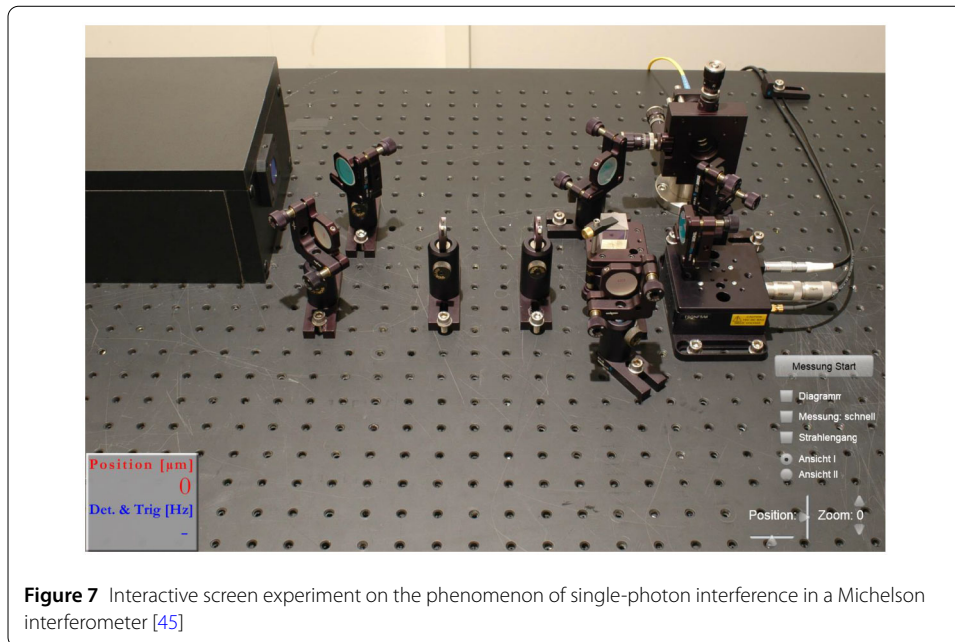 Messung Start
Diagramm
Messung: schnell
Strahlengang
Ansicht I
Ansicht II
Position [µm]
0
Det. & Trig [Hz]
-
Position:
Zoom: 0
Figure 7 Interactive screen experiment on the phenomenon of single-photon interference in a Michelson
interferometer [45]